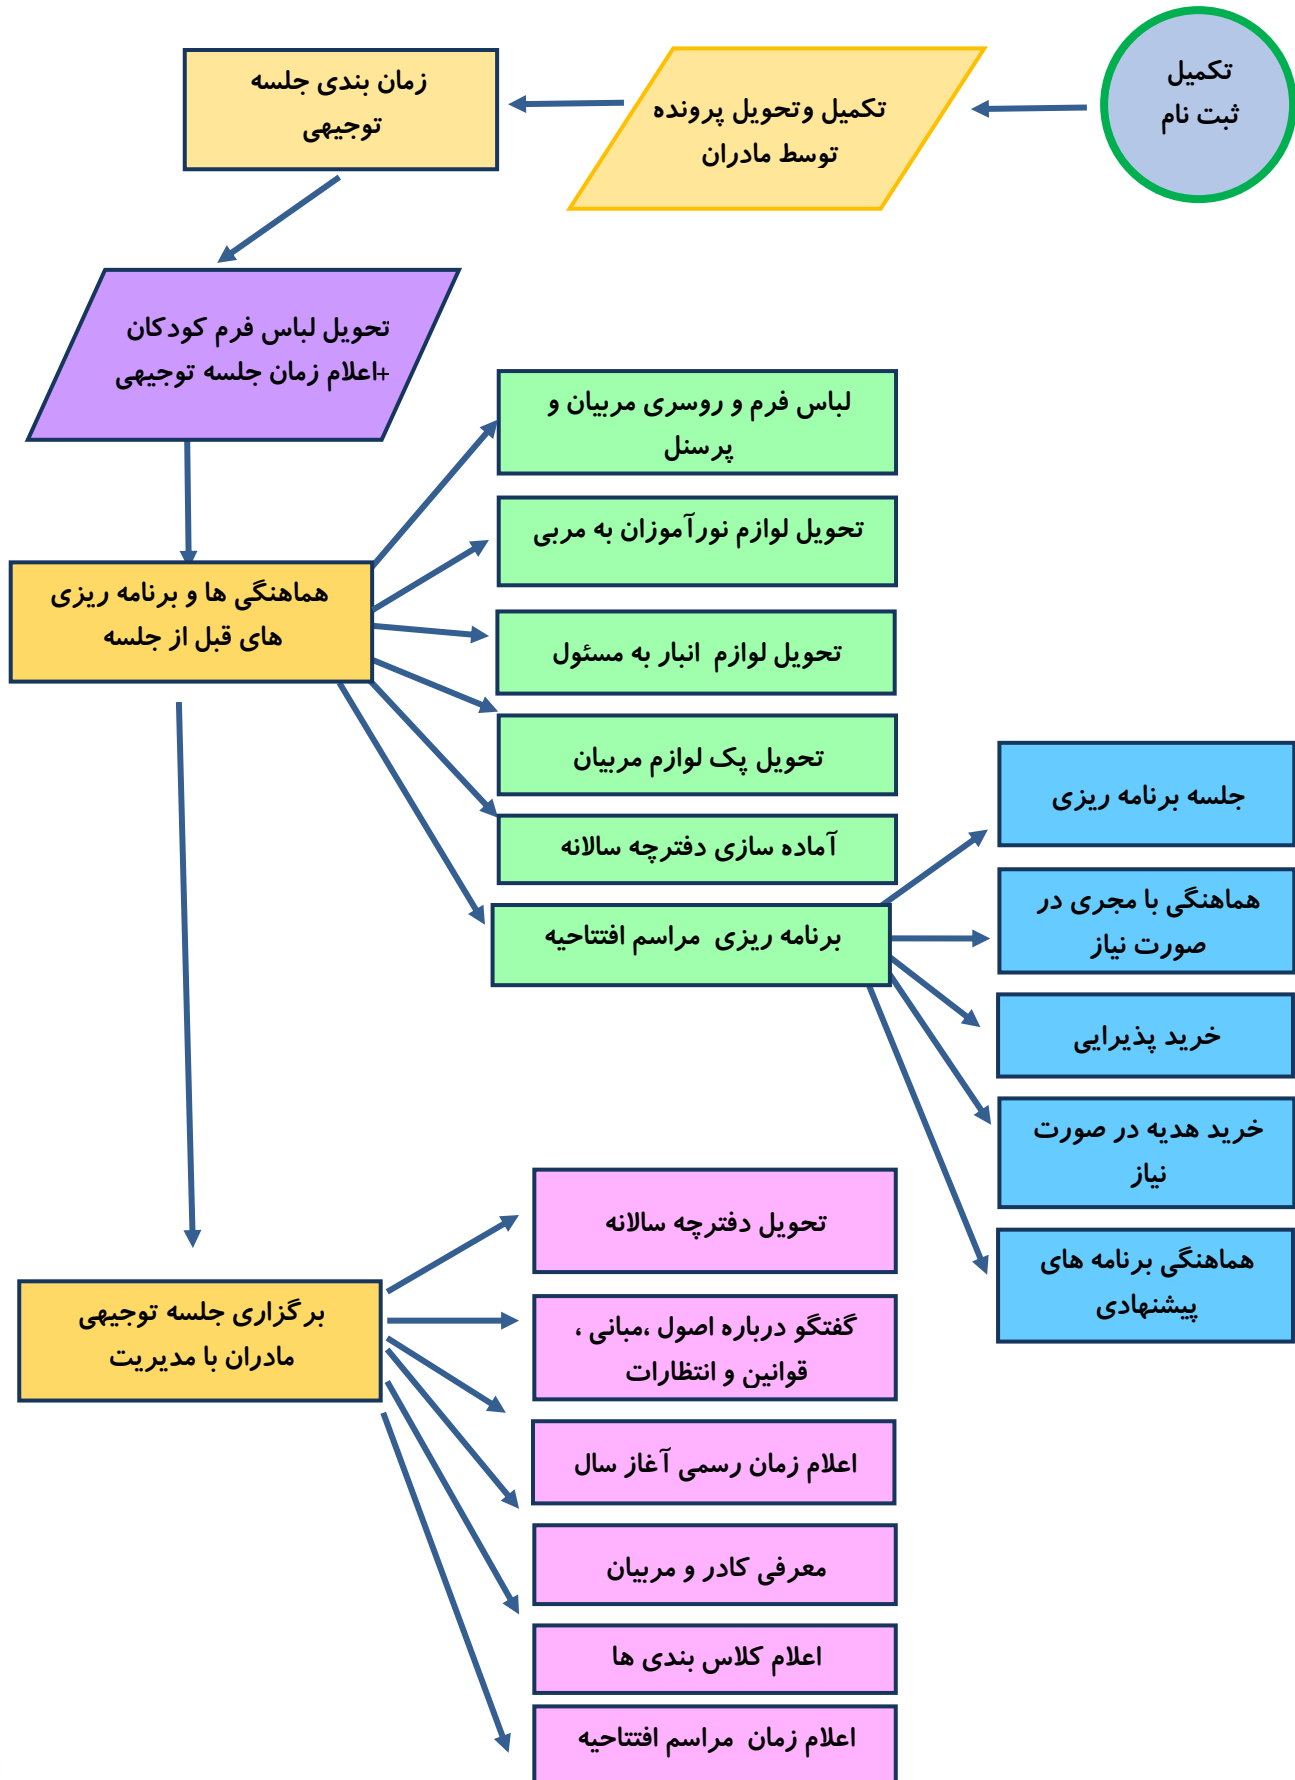 تکمیل
ثبت نام
تکمیل وتحویل پرونده
توسط مادران
زمان بندی جلسه
توجیهی
تحویل لباس فرم کودکان
+اعلام زمان جلسه توجیهی
هماهنگی ها و برنامه ریزی
های قبل از جلسه
لباس فرم و روسری مربیان و
پرسنل
تحویل لوازم نورآموزان به مربی
تحویل لوازم انبار به مسئول
تحویل پک لوازم مربیان
آماده سازی دفترچه سالانه
برنامه ریزی مراسم افتتاحیه
جلسه برنامه ریزی
هماهنگی با مجری در
صورت نیاز
خرید پذیرایی
خرید هدیه در صورت
نیاز
هماهنگی برنامه های
پیشنهادی
برگزاری جلسه توجیهی
مادران با مدیریت
تحویل دفترچه سالانه
گفتگو درباره اصول ،مبانی ،
قوانین و انتظارات
اعلام زمان رسمی آغاز سال
معرفی کادر و مربیان
اعلام کلاس بندی ها
اعلام زمان مراسم افتتاحیه